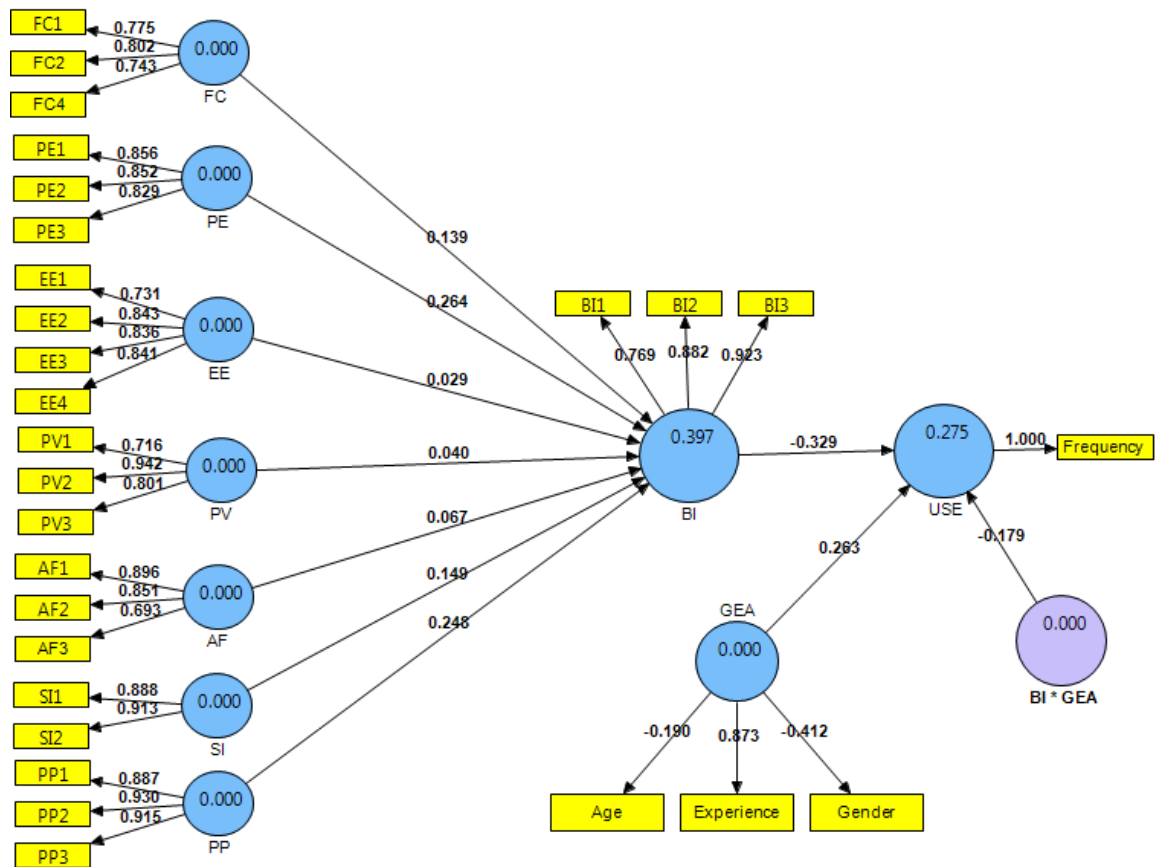 FC1
0.775
FC2
0.802
FC4
0.743
0.000
FC
PE1
0.856
PE2
0.852
PE3
0.829
0.000
PE
EE1
0.731
EE2
0.843
EE3
0.836
EE4
0.841
0.000
EE
PV1
0.716
PV2
0.942
PV3
0.801
0.000
PV
AF1
0.896
AF2
0.851
AF3
0.693
0.000
AF
SI1
0.888
SI2
0.913
0.000
SI
PP1
0.887
PP2
0.930
PP3
0.915
0.000
PP
0.139
0.264
0.029
0.040
0.067
0.149
0.248
BI1
BI2
BI3
0.769
0.882
0.923
0.397
BI
-0.329
0.275
USE
1.000
Frequency
0.263
-0.179
GEA
0.000
0.000
BI * GEA
-0.190
0.873
-0.412
Age
Experience
Gender